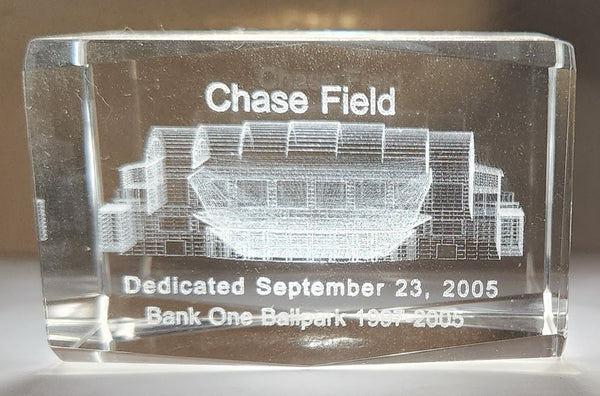 Chase Field
Dedicated September 23, 2005
Bank One Ballpark 1997-2005